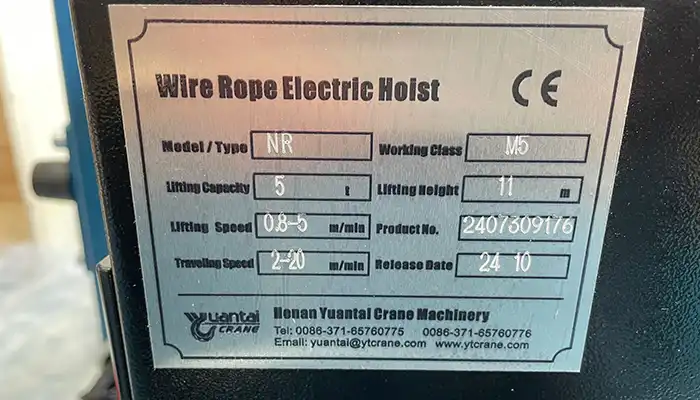 Wire Rope Electric Hoist CE
Model/Type NR Working Class M5
Lifting Capacity 5 t Lifting Height 11 m
Lifting Speed 0.8-5 m/min Product No. 2407309176
Traveling Speed 2-20 m/min Release Date 24 10
Yuantai CRANE
Henan Yuantai Crane Machinery
Tel: 0086-371-65760775 0086-371-65760776
Email: yuantai@ytcrane.com www.ytcrane.com